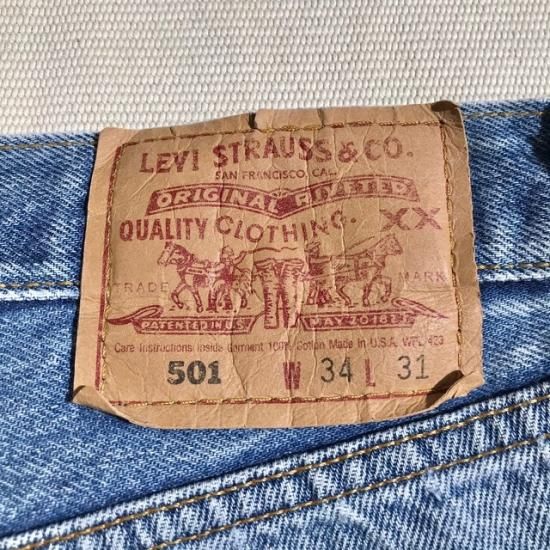 LEVI STRAUSS & CO.
SAN FRANCISCO, CAL.
ORIGINAL RIVETED
QUALITY CLOTHING. XX
TRADE MARK
PATENTED IN U.S. MAY 20 1873
Care Instructions Inside Garment 100% Cotton Made in U.S.A. WPL 423
501 W 34 L 31